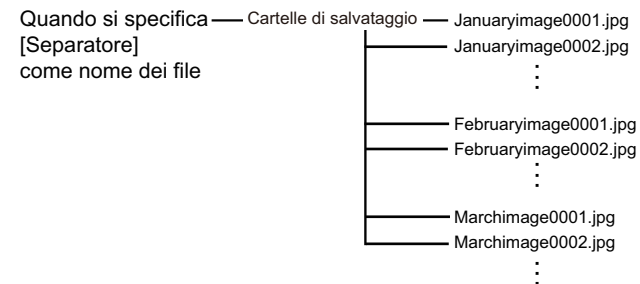 Quando si specifica
[Separatore]
come nome dei file
Cartelle di salvataggio
Januaryimage0001.jpg
Januaryimage0002.jpg
Februaryimage0001.jpg
Februaryimage0002.jpg
Marchimage0001.jpg
Marchimage0002.jpg